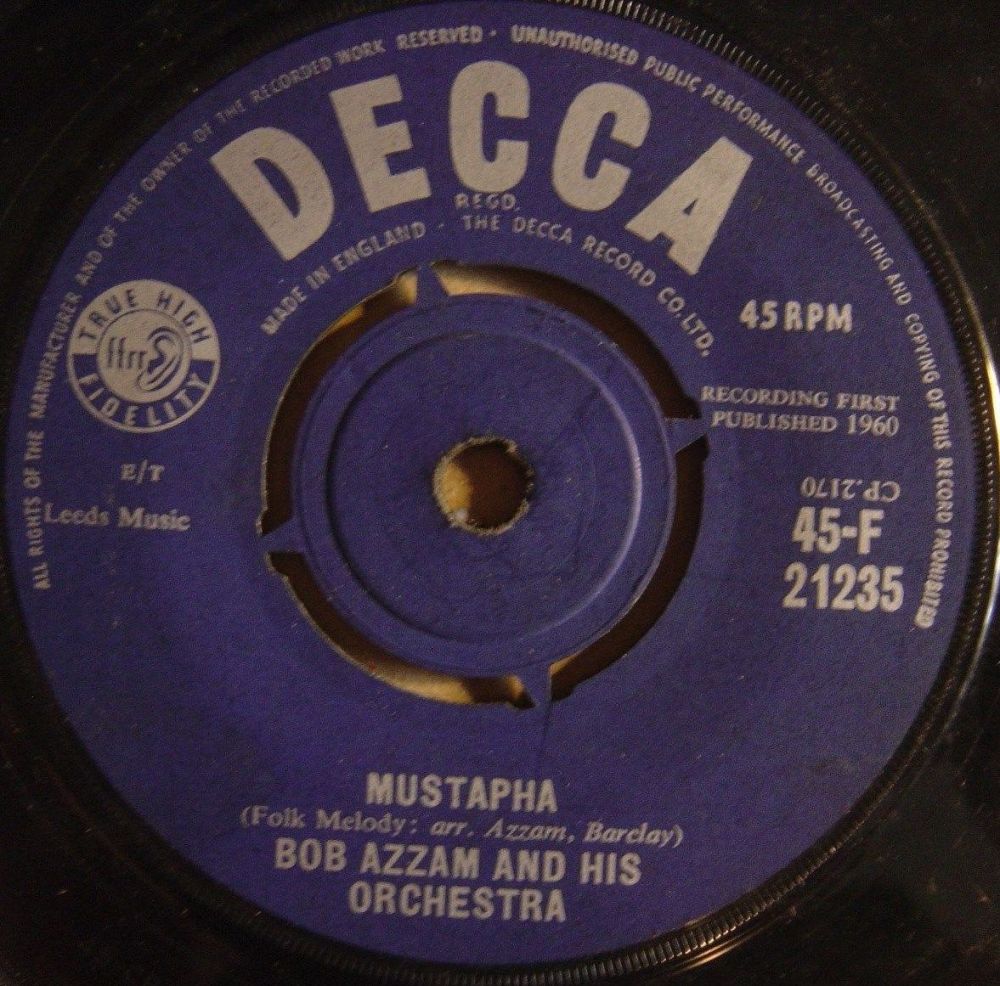 ALL RIGHTS OF THE MANUFACTURER AND OF THE OWNER OF THE RECORDED WORK RESERVED · UNAUTHORISED PUBLIC PERFORMANCE BROADCASTING AND COPYING OF THIS RECORD PROHIBITED
DECCA
REGD.
MADE IN ENGLAND · THE DECCA RECORD CO. LTD.
TRUE HIGH
ffrr
FIDELITY
45 RPM
RECORDING FIRST
PUBLISHED 1960
E/T
Leeds Music
CP.2170
45-F
21235
MUSTAPHA
(Folk Melody: arr. Azzam, Barclay)
BOB AZZAM AND HIS
ORCHESTRA